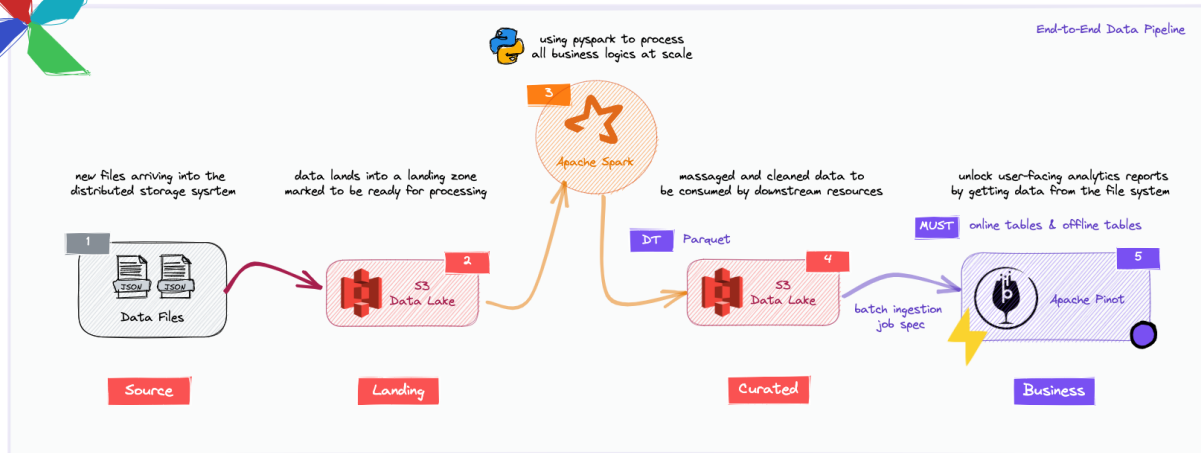 End-to-End Data Pipeline
using pyspark to process
all business logics at scale
3
Apache Spark
new files arriving into the
distributed storage sysrtem
data lands into a landing zone
marked to be ready for processing
massaged and cleaned data to
be consumed by downstream resources
unlock user-facing analytics reports
by getting data from the file system
MUST online tables & offline tables
DT Parquet
1
JSON JSON
Data Files
2
S3
Data Lake
4
S3
Data Lake
batch ingestion
job spec
5
Apache Pinot
Source
Landing
Curated
Business